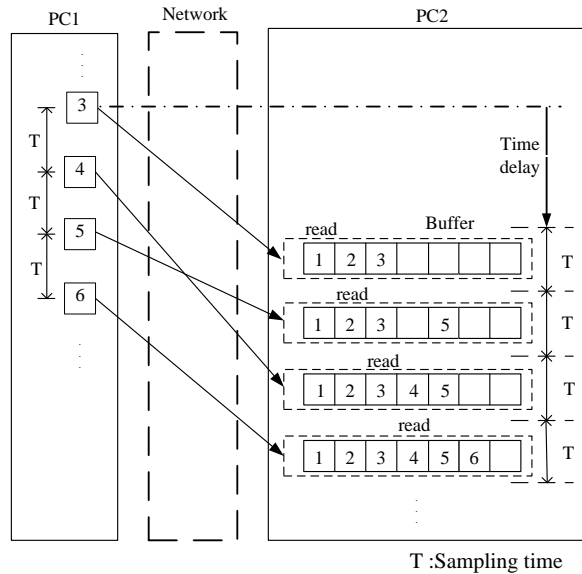 PC1
Network
PC2
3
T
Time
delay
4
T
5
read
Buffer
1 2 3
T
T
6
read
1 2 3 5
T
read
1 2 3 4 5
T
read
1 2 3 4 5 6
T
T :Sampling time